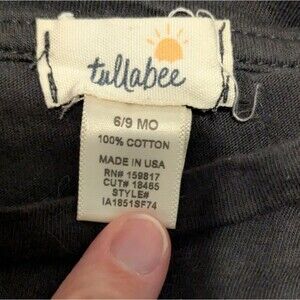 tullabee
6/9 MO
100% COTTON
MADE IN USA
RN# 159817
CUT# 18465
STYLE#
IA1851SF74